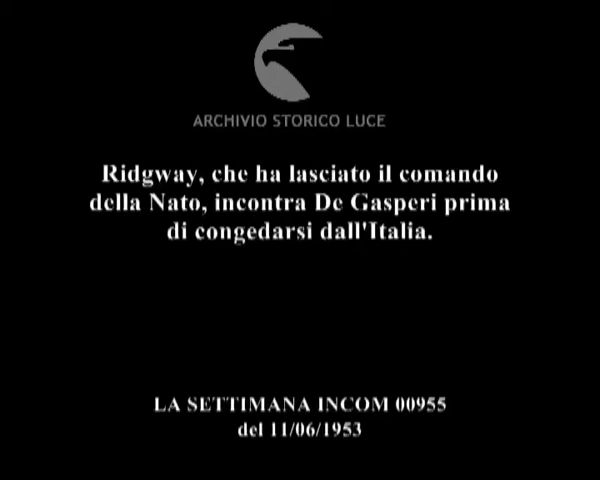 ARCHIVIO STORICO LUCE
Ridgway, che ha lasciato il comando
della Nato, incontra De Gasperi prima
di congedarsi dall'Italia.
LA SETTIMANA INCOM 00955
del 11/06/1953